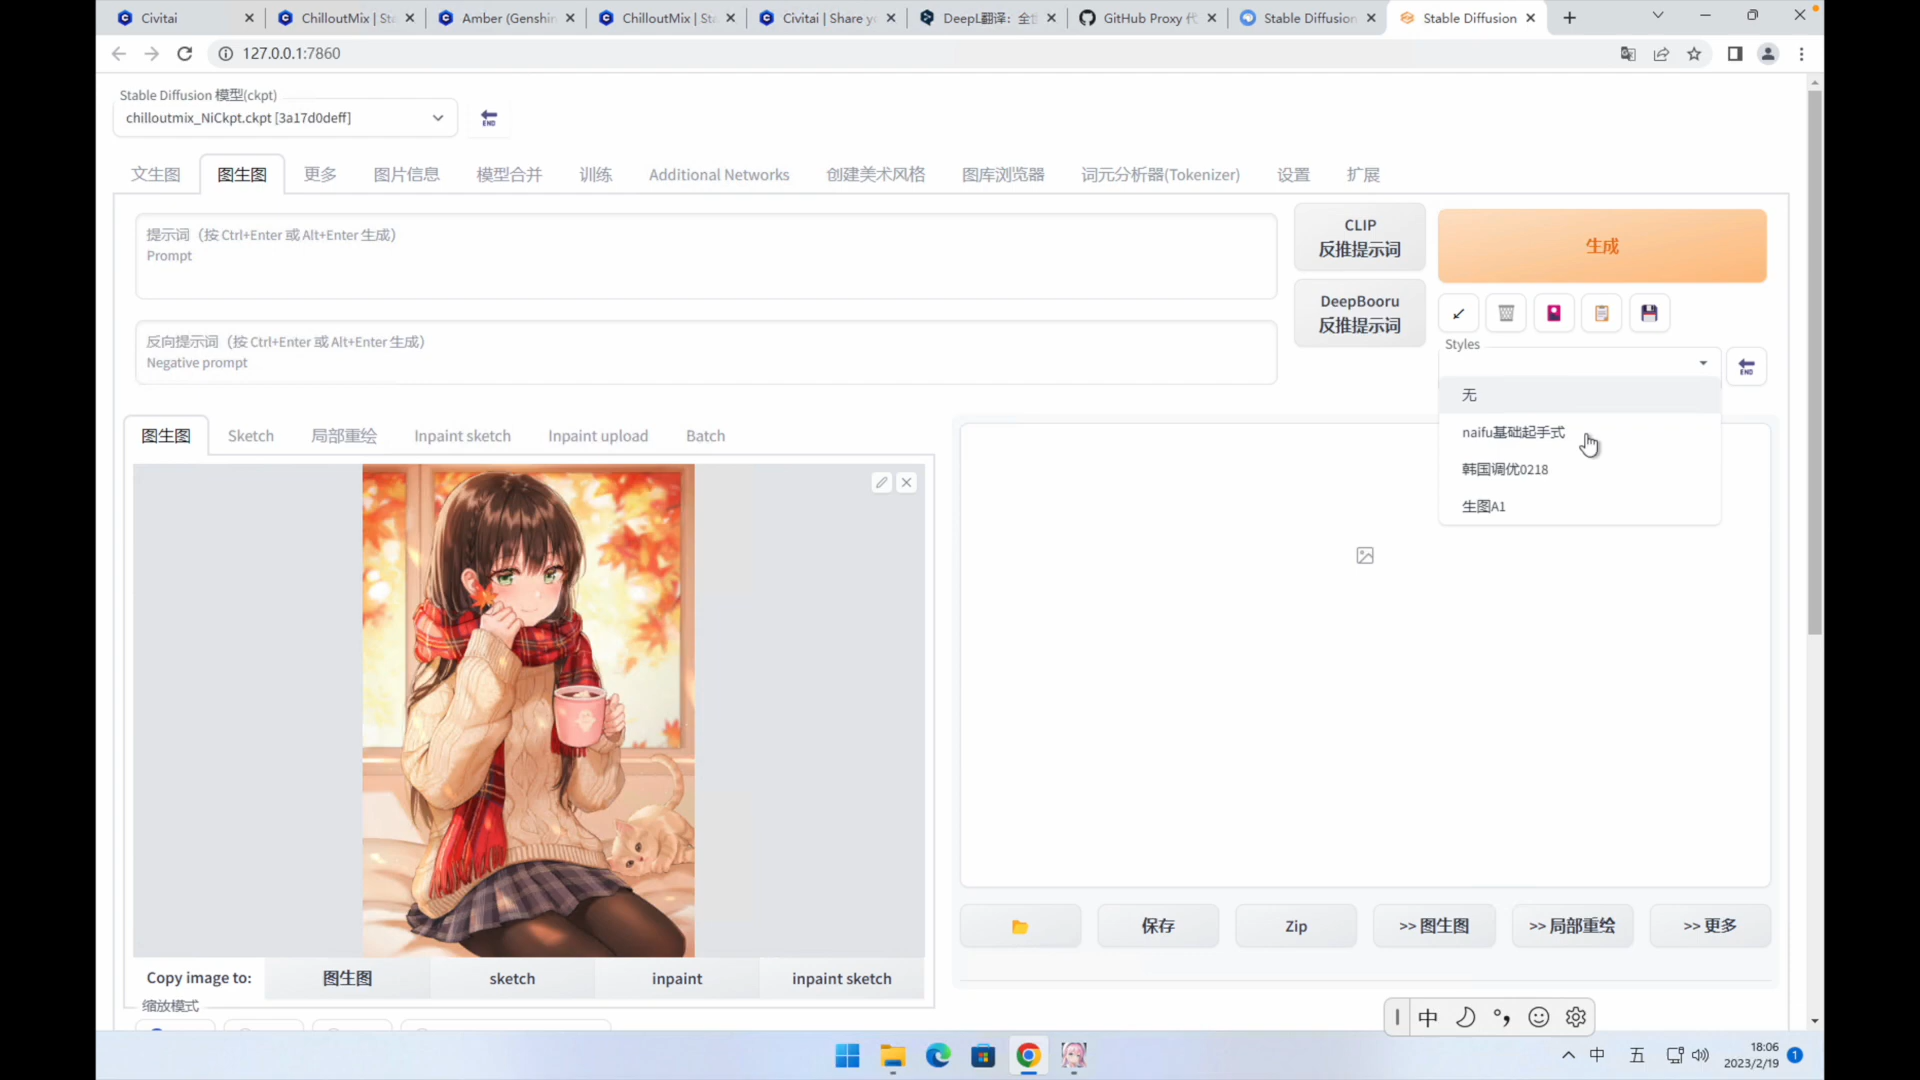 Civitai
ChilloutMix | Sta
Amber (Genshin
ChilloutMix | Sta
Civitai | Share yo
DeepL翻译：全世
GitHub Proxy 代
Stable Diffusion
Stable Diffusion
127.0.0.1:7860
Stable Diffusion 模型(ckpt)
chilloutmix_NiCkpt.ckpt [3a17d0deff]
END
文生图
图生图
更多
图片信息
模型合并
训练
Additional Networks
创建美术风格
图库浏览器
词元分析器(Tokenizer)
设置
扩展
提示词（按 Ctrl+Enter 或 Alt+Enter 生成）
Prompt
CLIP
反推提示词
生成
DeepBooru
反推提示词
反向提示词（按 Ctrl+Enter 或 Alt+Enter 生成）
Negative prompt
Styles
END
无
naifu基础起手式
韩国调优0218
生图A1
图生图
Sketch
局部重绘
Inpaint sketch
Inpaint upload
Batch
保存
Zip
>> 图生图
>> 局部重绘
>> 更多
Copy image to:
图生图
sketch
inpaint
inpaint sketch
缩放模式
中
中
五
18:06
2023/2/19
1